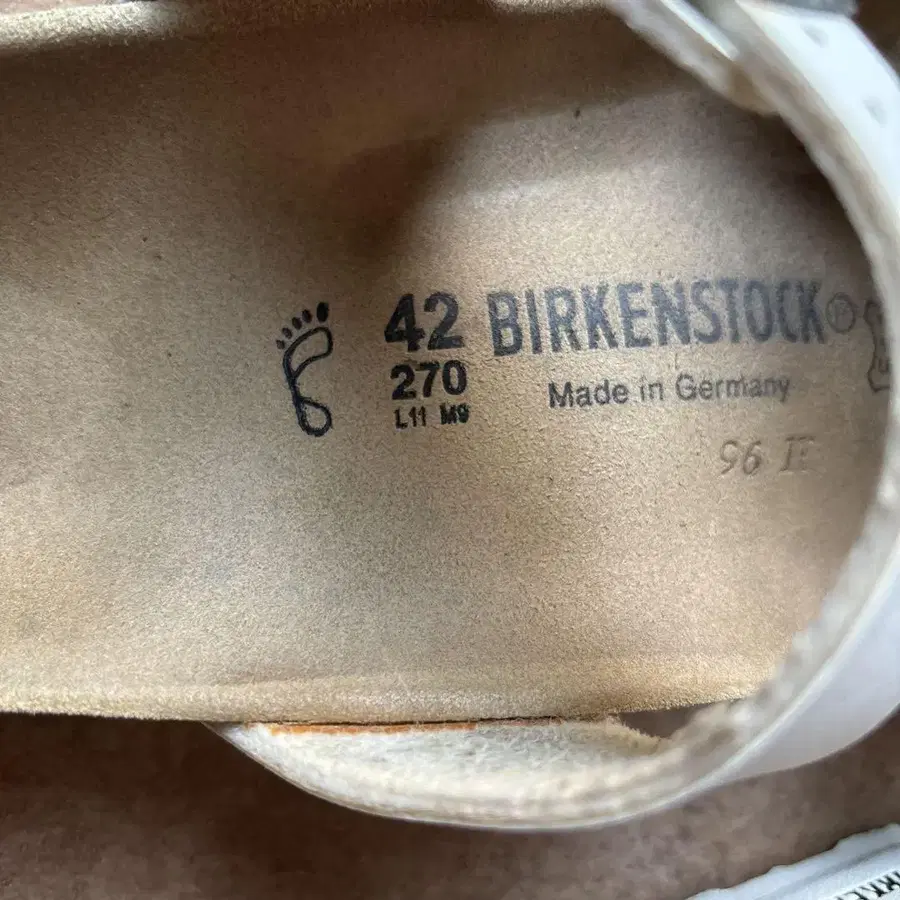 42 BIRKENSTOCK®
270 Made in Germany
L11 M9
96